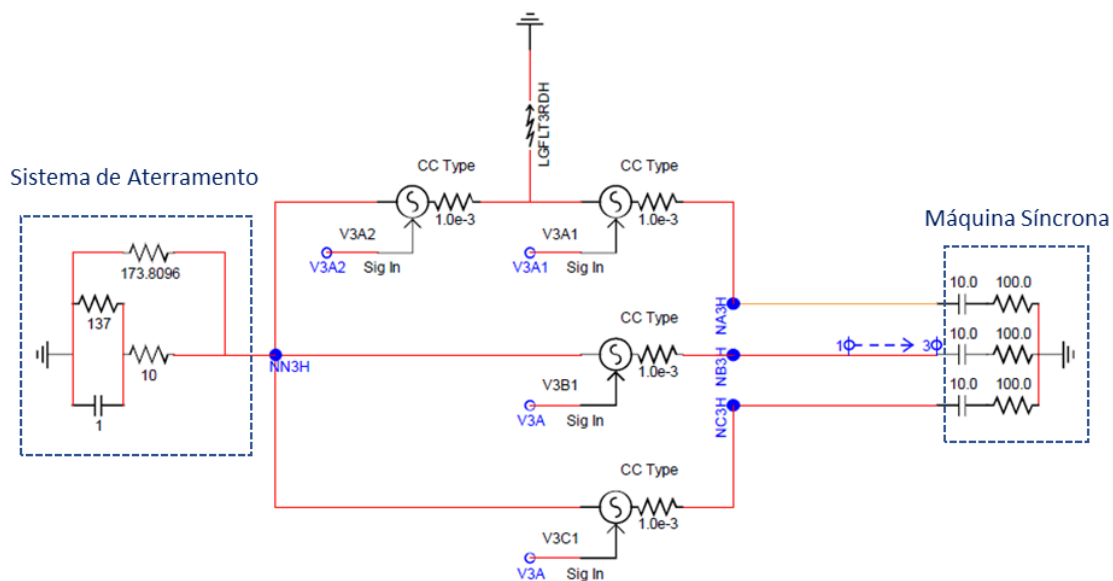 LGFLT3RDH
CC Type
CC Type
Sistema de Aterramento
1.0e-3
1.0e-3
Máquina Síncrona
V3A2
V3A1
V3A2
Sig In
V3A1
Sig In
173.8096
10.0
100.0
137
NA3H
CC Type
10.0
100.0
1
3
NN3H
10
1.0e-3
NB3H
10.0
100.0
V3B1
1
V3A
Sig In
NC3H
CC Type
1.0e-3
V3C1
V3A
Sig In